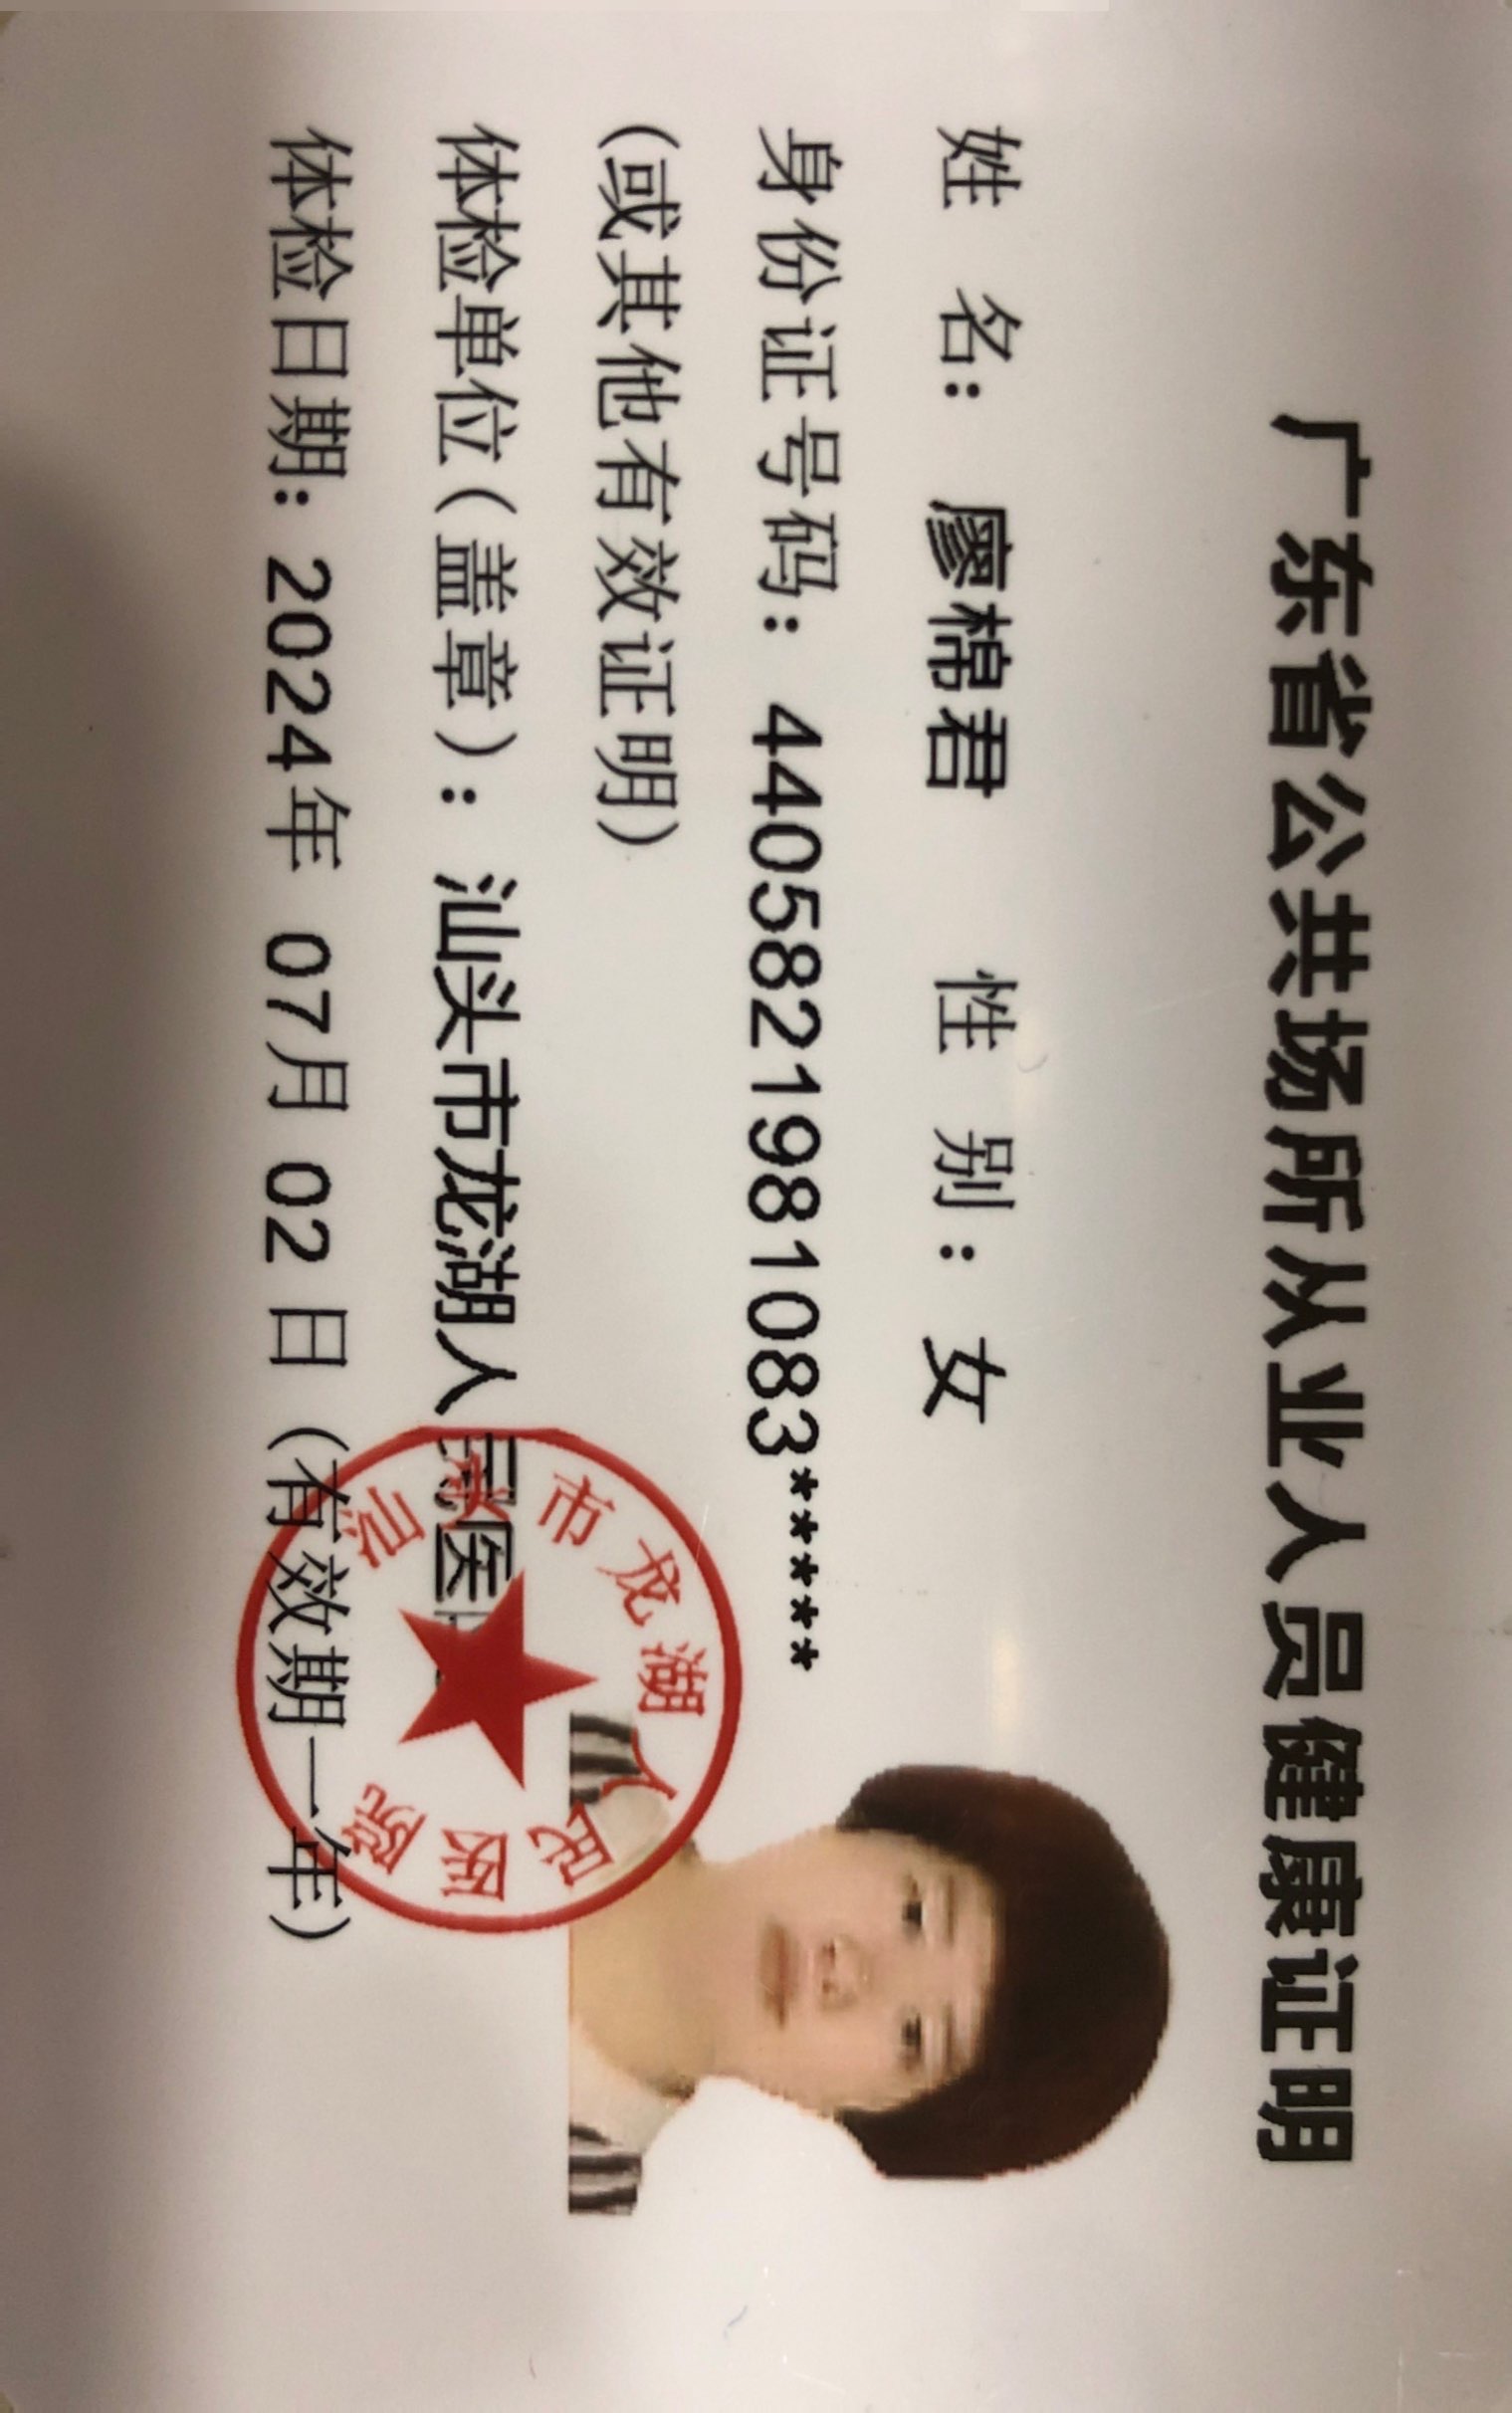 广东省公共场所从业人员健康证明
姓 名: 廖棉君 性 别: 女
身份证号码: 440582198108 3*****
(或其他有效证明)
体检单位(盖章): 汕头市龙湖人民医
体检日期: 2024年 07月 02日 (有效期一年)
汕头市龙湖人民医院